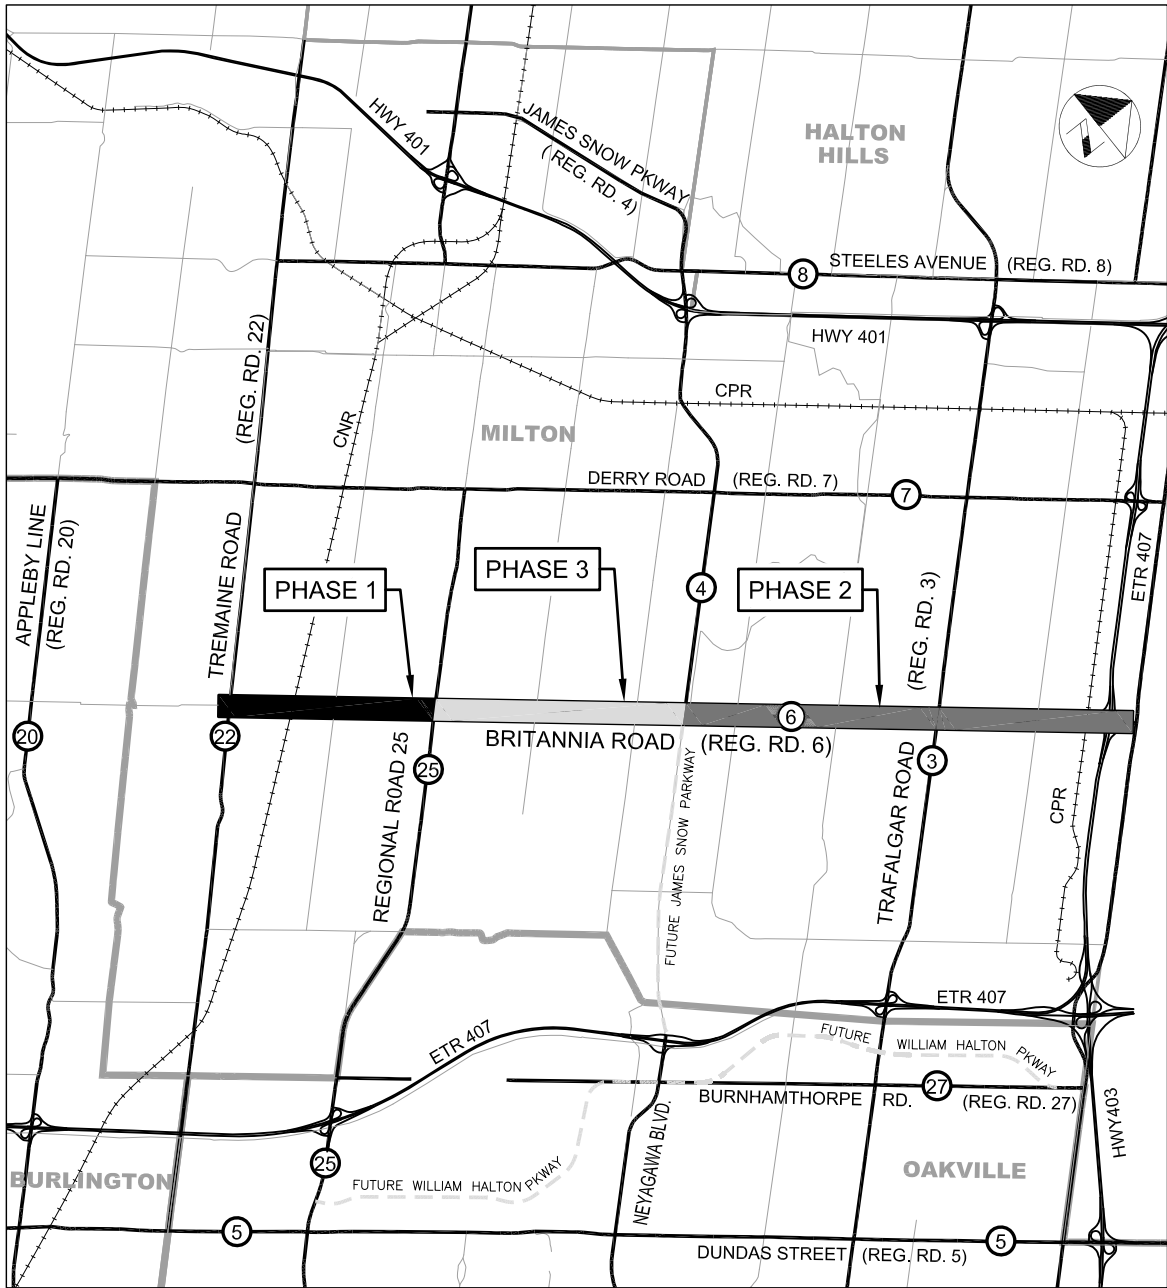 HWY 401
JAMES SNOW PKWAY
( REG. RD. 4)
HALTON
HILLS
8
STEELES AVENUE (REG. RD. 8)
HWY 401
(REG. RD. 22)
CNR
CPR
MILTON
DERRY ROAD (REG. RD. 7)
7
APPLEBY LINE
(REG. RD. 20)
TREMAINE ROAD
ETR 407
PHASE 1
PHASE 3
PHASE 2
4
(REG. RD. 3)
6
20
22
BRITANNIA ROAD (REG. RD. 6)
25
3
REGIONAL R0AD 25
FUTURE JAMES SNOW PARKWAY
TRAFALGAR ROAD
CPR
ETR 407
ETR 407
FUTURE WILLIAM HALTON PKWAY
27
BURNHAMTHORPE RD. (REG. RD. 27)
HWY403
NEYAGAWA BLVD.
25
BURLINGTON
FUTURE WILLIAM HALTON PKWAY
OAKVILLE
5
5
DUNDAS STREET (REG. RD. 5)